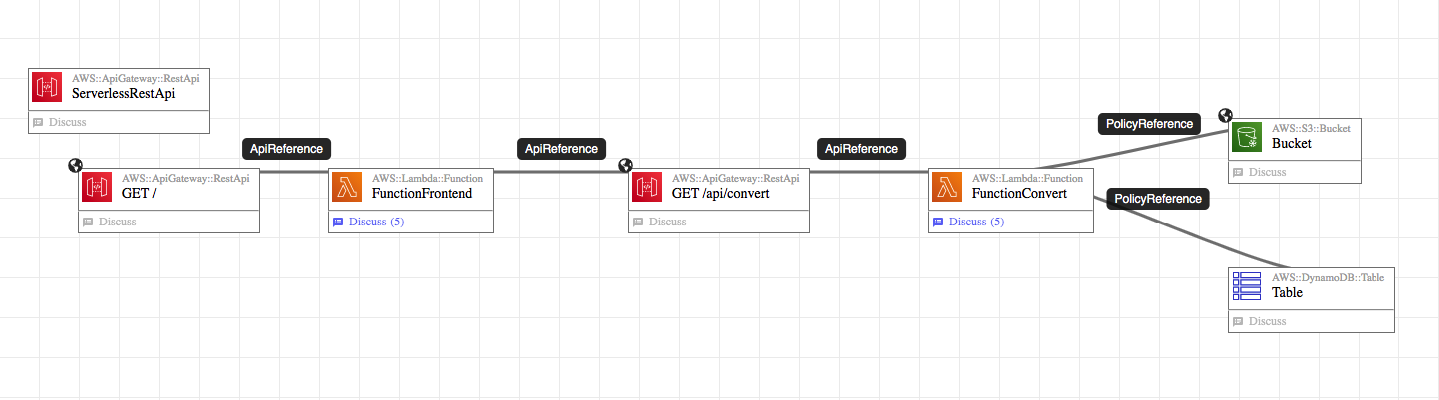 AWS::ApiGateway::RestApi
ServerlessRestApi
Discuss
ApiReference
AWS::ApiGateway::RestApi
GET /
Discuss
AWS::Lambda::Function
FunctionFrontend
Discuss (5)
ApiReference
AWS::ApiGateway::RestApi
GET /api/convert
Discuss
ApiReference
AWS::Lambda::Function
FunctionConvert
Discuss (5)
PolicyReference
AWS::S3::Bucket
Bucket
Discuss
PolicyReference
AWS::DynamoDB::Table
Table
Discuss